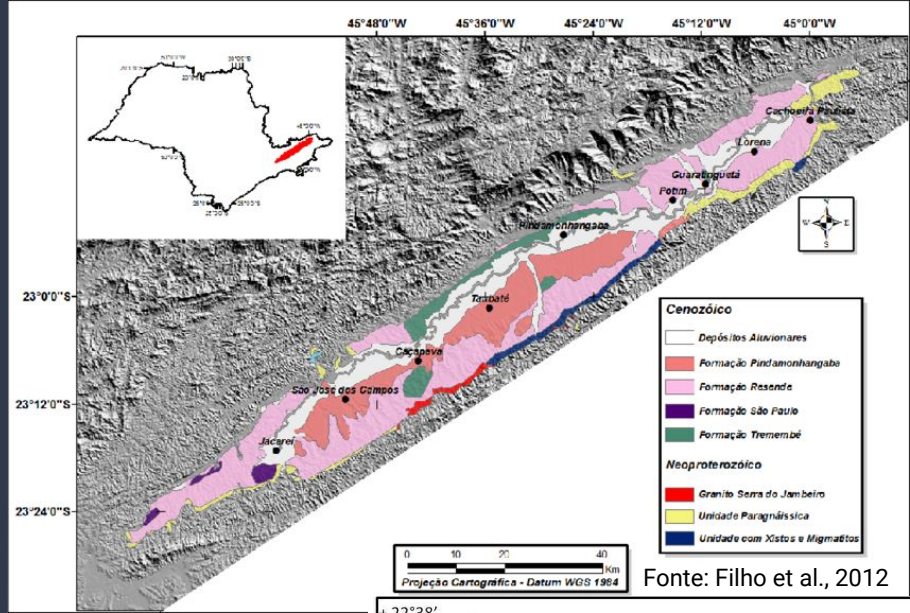 45°48'0"W 45°36'0"W 45°24'0"W 45°12'0"W 45°0'0"W
Cachoeira Paulista
Lorena
Guaratinguetá
Potim
Pindamonhangaba
N
W E
S
23°0'0"S
Taubaté
Caçapava
São José dos Campos
23°12'0"S
Jacareí
23°24'0"S
Cenozóico
Depósitos Aluvionares
Formação Pindamonhangaba
Formação Resende
Formação São Paulo
Formação Tremembé
Neoproterozóico
Granito Serra do Jambeiro
Unidade Paragnáissica
Unidade com Xistos e Migmatitos
0 10 20 40
Km
Projeção Cartográfica - Datum WGS 1984
Fonte: Filho et al., 2012
22°38'